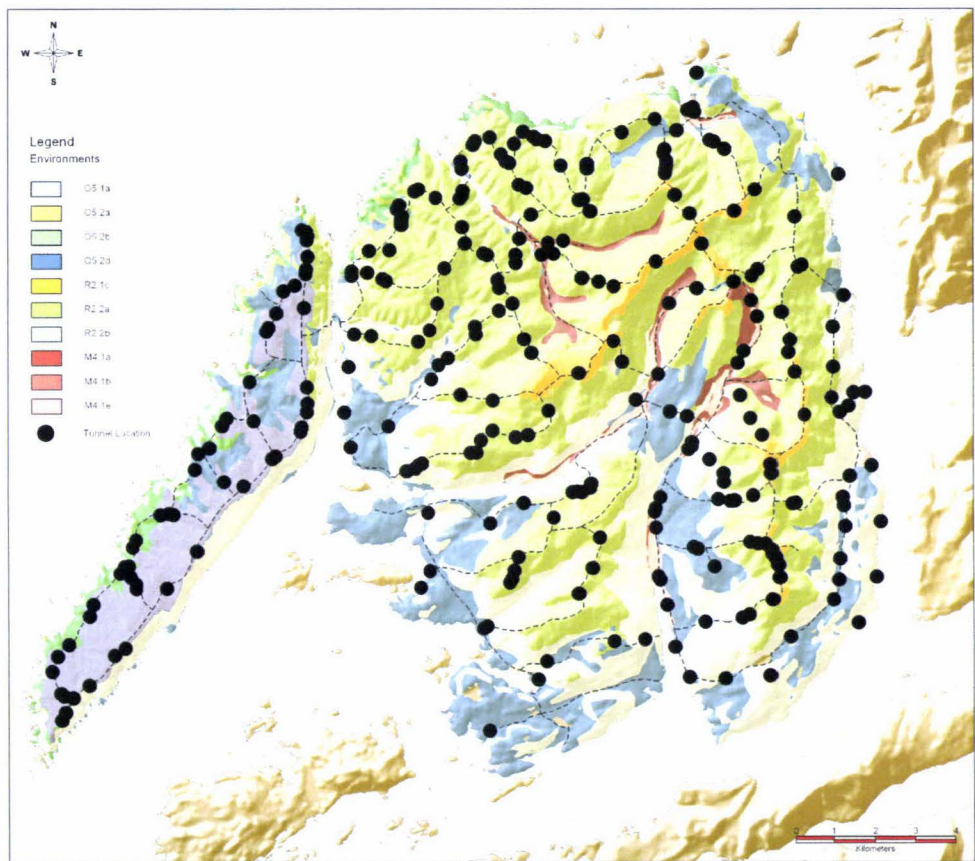 N
W E
S
Legend
Environments
O5.1a
O5.2a
O5.2b
O5.2d
R2.1c
R2.2a
R2.2b
M4.1a
M4.1b
M4.1e
Tunnel Location
0 1 2 3 4
Kilometers